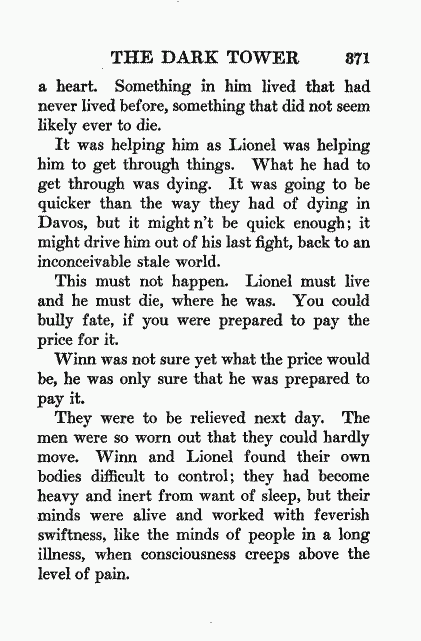 THE DARK TOWER 371
a heart. Something in him lived that had
never lived before, something that did not seem
likely ever to die.
It was helping him as Lionel was helping
him to get through things. What he had to
get through was dying. It was going to be
quicker than the way they had of dying in
Davos, but it might n't be quick enough; it
might drive him out of his last fight, back to an
inconceivable stale world.
This must not happen. Lionel must live
and he must die, where he was. You could
bully fate, if you were prepared to pay the
price for it.
Winn was not sure yet what the price would
be, he was only sure that he was prepared to
pay it.
They were to be relieved next day. The
men were so worn out that they could hardly
move. Winn and Lionel found their own
bodies difficult to control; they had become
heavy and inert from want of sleep, but their
minds were alive and worked with feverish
swiftness, like the minds of people in a long
illness, when consciousness creeps above the
level of pain.